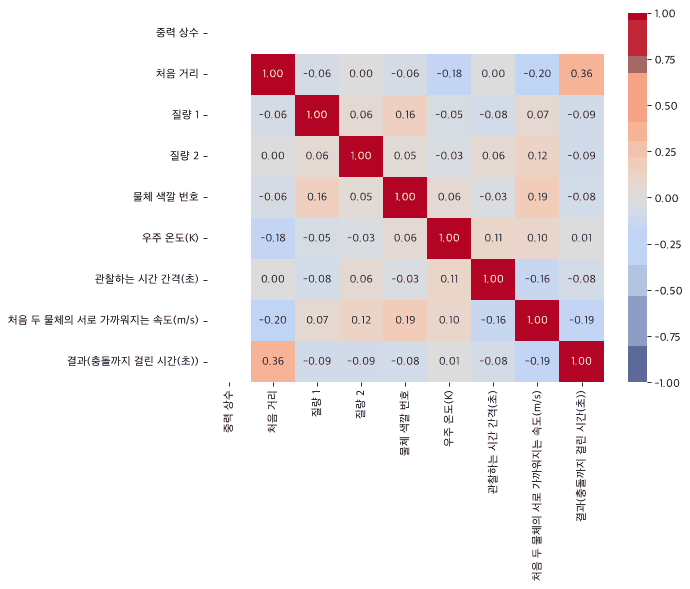 중력 상수
처음 거리 1.00 -0.06 0.00 -0.06 -0.18 0.00 -0.20 0.36
질량 1 -0.06 1.00 0.06 0.16 -0.05 -0.08 0.07 -0.09
질량 2 0.00 0.06 1.00 0.05 -0.03 0.06 0.12 -0.09
물체 색깔 번호 -0.06 0.16 0.05 1.00 0.06 -0.03 0.19 -0.08
우주 온도(K) -0.18 -0.05 -0.03 0.06 1.00 0.11 0.10 0.01
관찰하는 시간 간격(초) 0.00 -0.08 0.06 -0.03 0.11 1.00 -0.16 -0.08
처음 두 물체의 서로 가까워지는 속도(m/s) -0.20 0.07 0.12 0.19 0.10 -0.16 1.00 -0.19
결과(충돌까지 걸린 시간(초)) 0.36 -0.09 -0.09 -0.08 0.01 -0.08 -0.19 1.00
중력 상수
처음 거리
질량 1
질량 2
물체 색깔 번호
우주 온도(K)
관찰하는 시간 간격(초)
처음 두 물체의 서로 가까워지는 속도(m/s)
결과(충돌까지 걸린 시간(초))
1.00
0.75
0.50
0.25
0.00
-0.25
-0.50
-0.75
-1.00